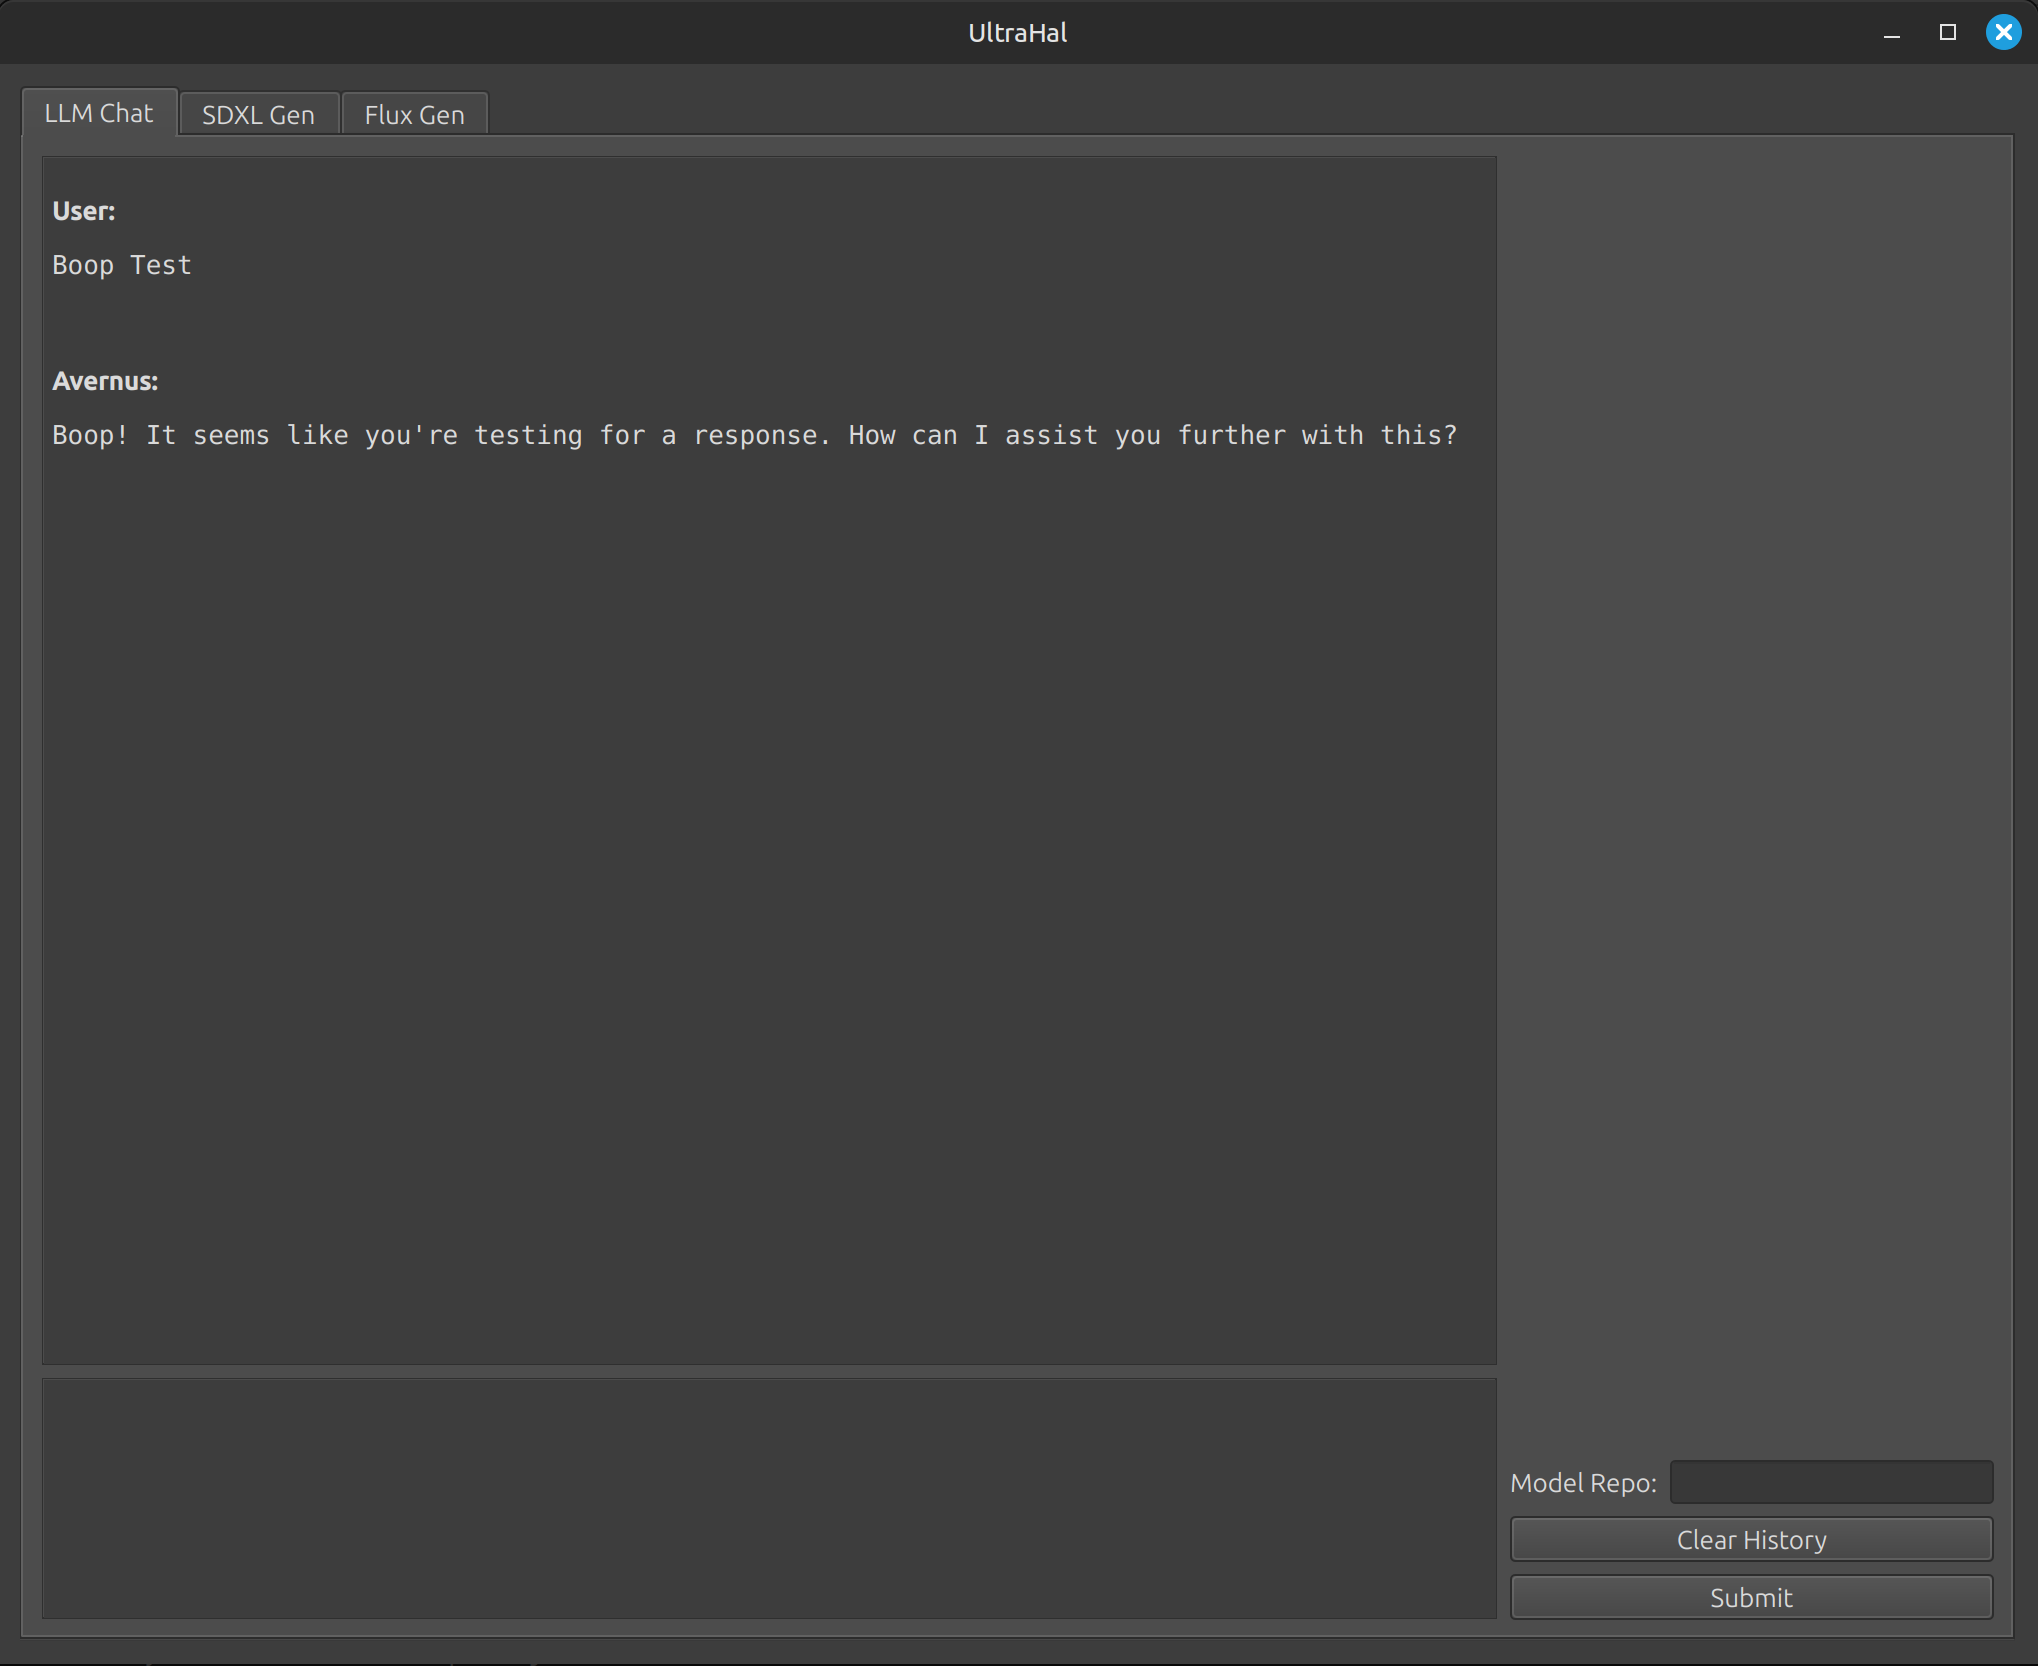 UltraHal
LLM Chat
SDXL Gen
Flux Gen
User:
Boop Test
Avernus:
Boop! It seems like you're testing for a response. How can I assist you further with this?
Model Repo:
Clear History
Submit